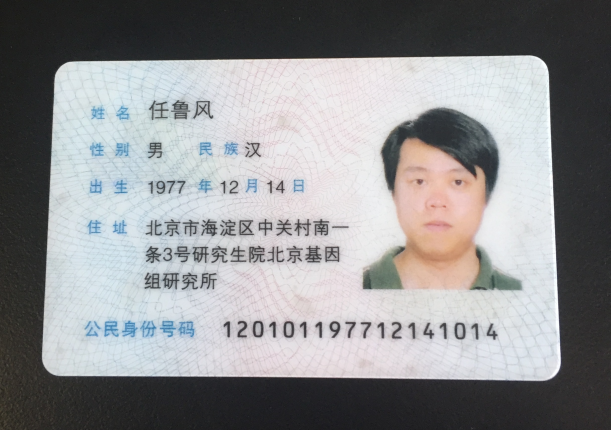 姓名 任鲁风
性别 男 民族 汉
出生 1977 年 12 月 14 日
住址 北京市海淀区中关村南一
条3号研究生院北京基因
组研究所
公民身份号码 120101197712141014